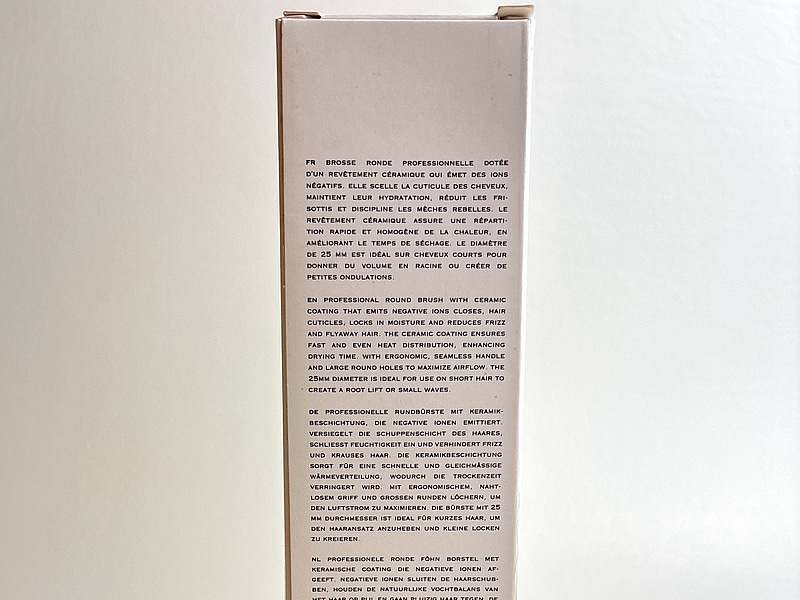 FR BROSSE RONDE PROFESSIONNELLE DOTÉE
D'UN REVÊTEMENT CÉRAMIQUE QUI ÉMET DES IONS
NÉGATIFS. ELLE SCELLE LA CUTICULE DES CHEVEUX,
MAINTIENT LEUR HYDRATATION, RÉDUIT LES FRI-
SOTTIS ET DISCIPLINE LES MÈCHES REBELLES. LE
REVÊTEMENT CÉRAMIQUE ASSURE UNE RÉPARTI-
TION RAPIDE ET HOMOGÈNE DE LA CHALEUR, EN
AMÉLIORANT LE TEMPS DE SÉCHAGE. LE DIAMÈTRE
DE 25 MM EST IDÉAL SUR CHEVEUX COURTS POUR
DONNER DU VOLUME EN RACINE OU CRÉER DE
PETITES ONDULATIONS.
EN PROFESSIONAL ROUND BRUSH WITH CERAMIC
COATING THAT EMITS NEGATIVE IONS CLOSES, HAIR
CUTICLES, LOCKS IN MOISTURE AND REDUCES FRIZZ
AND FLYAWAY HAIR. THE CERAMIC COATING ENSURES
FAST AND EVEN HEAT DISTRIBUTION, ENHANCING
DRYING TIME. WITH ERGONOMIC, SEAMLESS HANDLE
AND LARGE ROUND HOLES TO MAXIMIZE AIRFLOW. THE
25MM DIAMETER IS IDEAL FOR USE ON SHORT HAIR TO
CREATE A ROOT LIFT OR SMALL WAVES.
DE PROFESSIONELLE RUNDBÜRSTE MIT KERAMIK-
BESCHICHTUNG, DIE NEGATIVE IONEN EMITTIERT.
VERSIEGELT DIE SCHUPPENSCHICHT DES HAARES,
SCHLIESST FEUCHTIGKEIT EIN UND VERHINDERT FRIZZ
UND KRAUSES HAAR. DIE KERAMIKBESCHICHTUNG
SORGT FÜR EINE SCHNELLE UND GLEICHMÄSSIGE
WÄRMEVERTEILUNG, WODURCH DIE TROCKENZEIT
VERRINGERT WIRD. MIT ERGONOMISCHEM, NAHT-
LOSEM GRIFF UND GROSSEN RUNDEN LÖCHERN, UM
DEN LUFTSTROM ZU MAXIMIEREN. DIE BÜRSTE MIT 25
MM DURCHMESSER IST IDEAL FÜR KURZES HAAR, UM
DEN HAARANSATZ ANZUHEBEN UND KLEINE LOCKEN
ZU KREIEREN.
NL PROFESSIONELE RONDE FÖHN BORSTEL MET
KERAMISCHE COATING DIE NEGATIEVE IONEN AF-
GEEFT. NEGATIEVE IONEN SLUITEN DE HAARSCHUB-
BEN, HOUDEN DE NATUURLIJKE VOCHTBALANS VAN
HET HAAR OP PIJL EN GAAN PLUIZIG HAAR TEGEN. DE